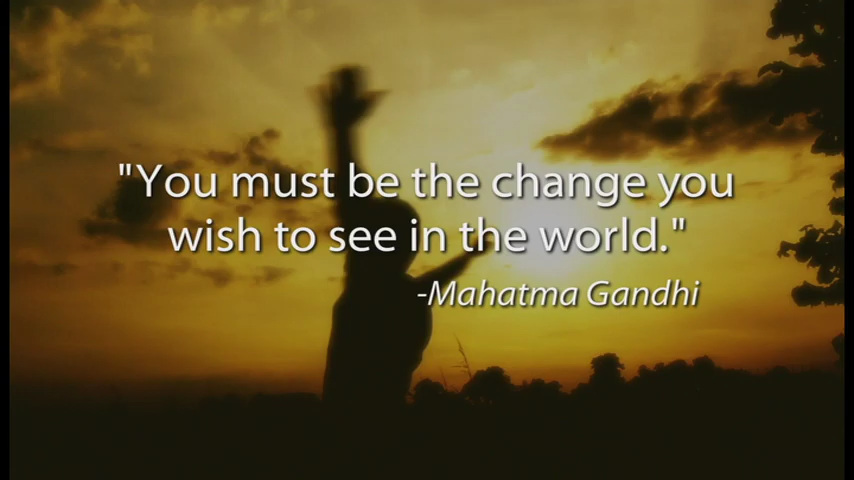 "You must be the change you
wish to see in the world."
-Mahatma Gandhi